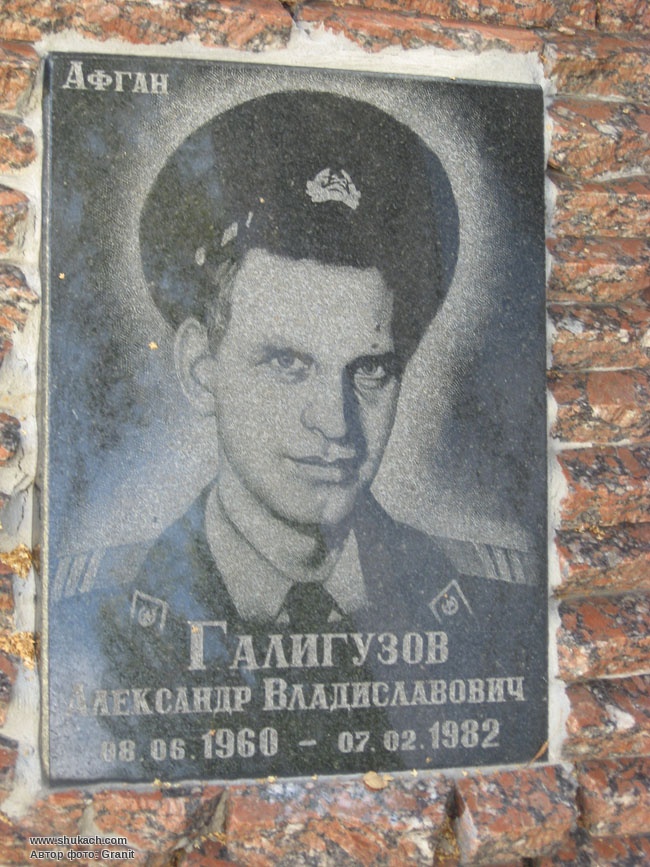 Афган
Галигузов
Александр Владиславович
08.06.1960 – 07.02.1982
www.shukach.com
Автор фото- Granit